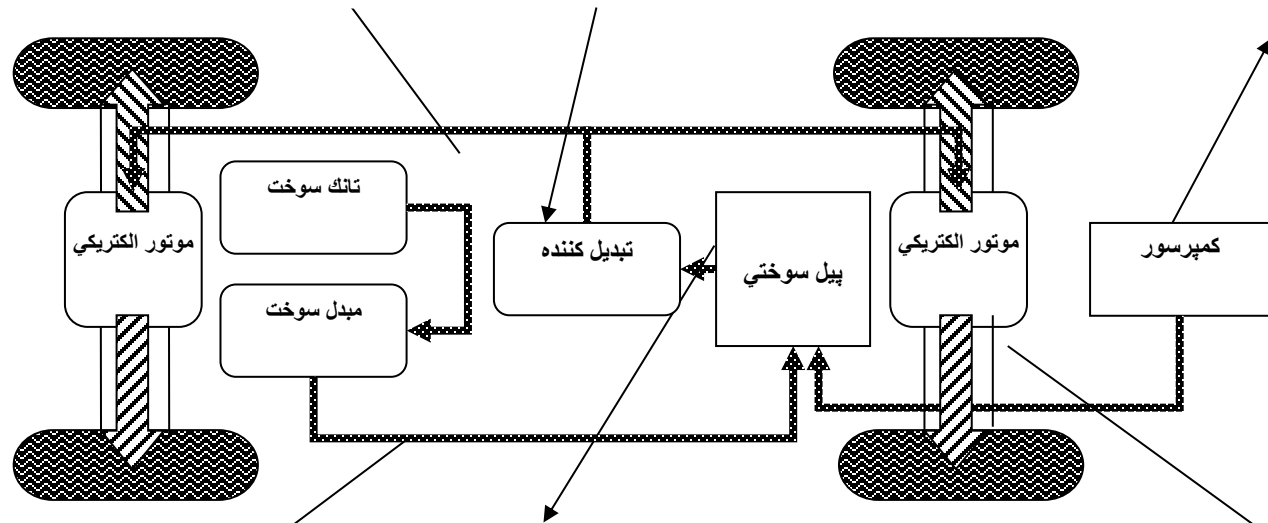 تانك سوخت
موتور الكتريكي
تبديل كننده
پيل سوختي
موتور الكتريكي
كمپرسور
مبدل سوخت